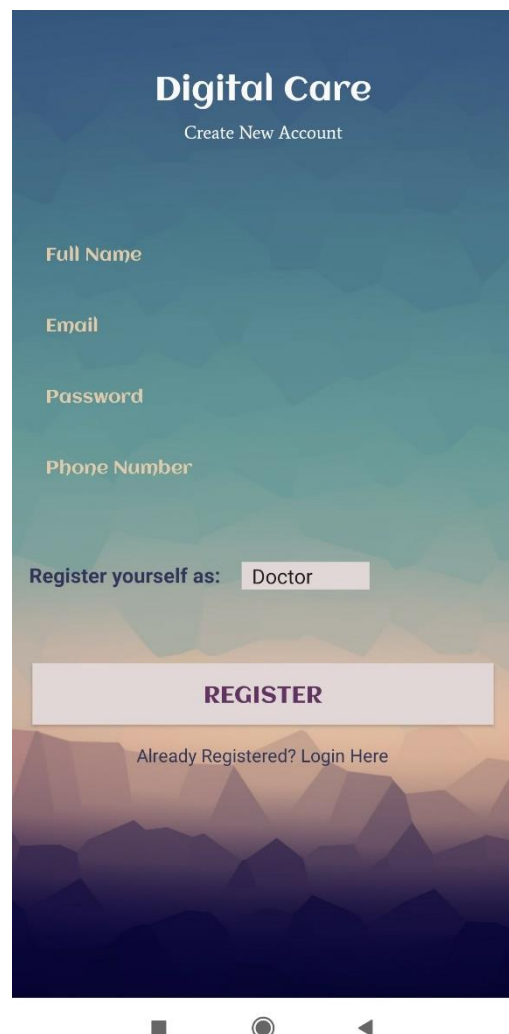 Digital Care
Create New Account
Full Name
Email
Password
Phone Number
Register yourself as: Doctor
REGISTER
Already Registered? Login Here